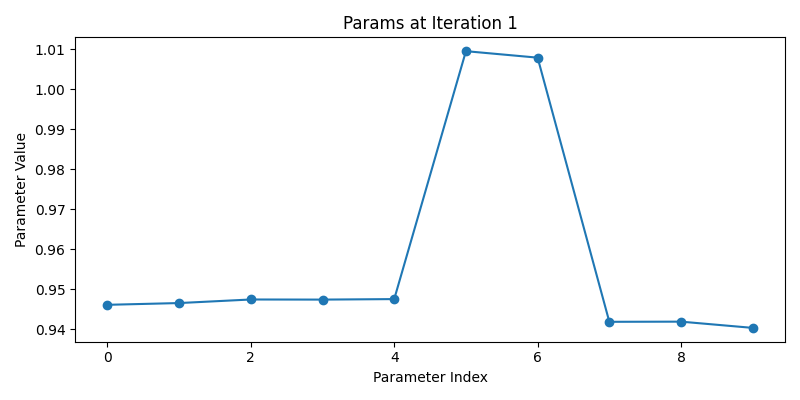 Params at Iteration 1
1.01
1.00
0.99
0.98
0.97
0.96
0.95
0.94
Parameter Value
0 2 4 6 8
Parameter Index